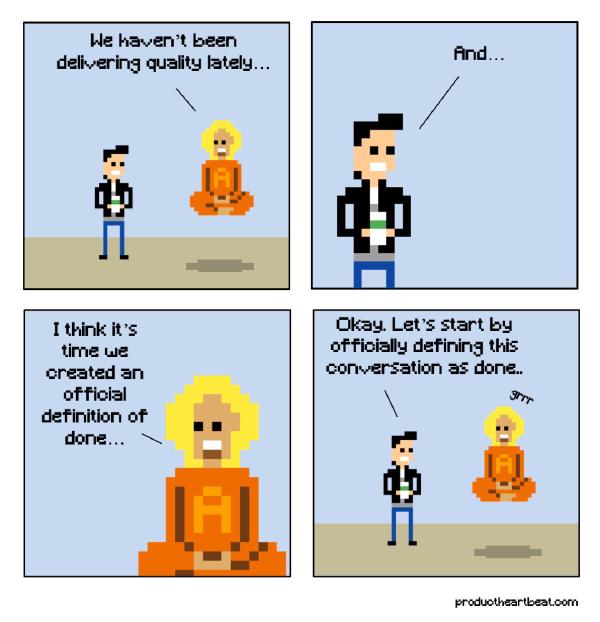 We haven't been
delivering quality lately...
And...
I think it's
time we
created an
official
definition of
done...
Okay. Let's start by
officially defining this
conversation as done..
grrr
A
A
A
productheartbeat.com